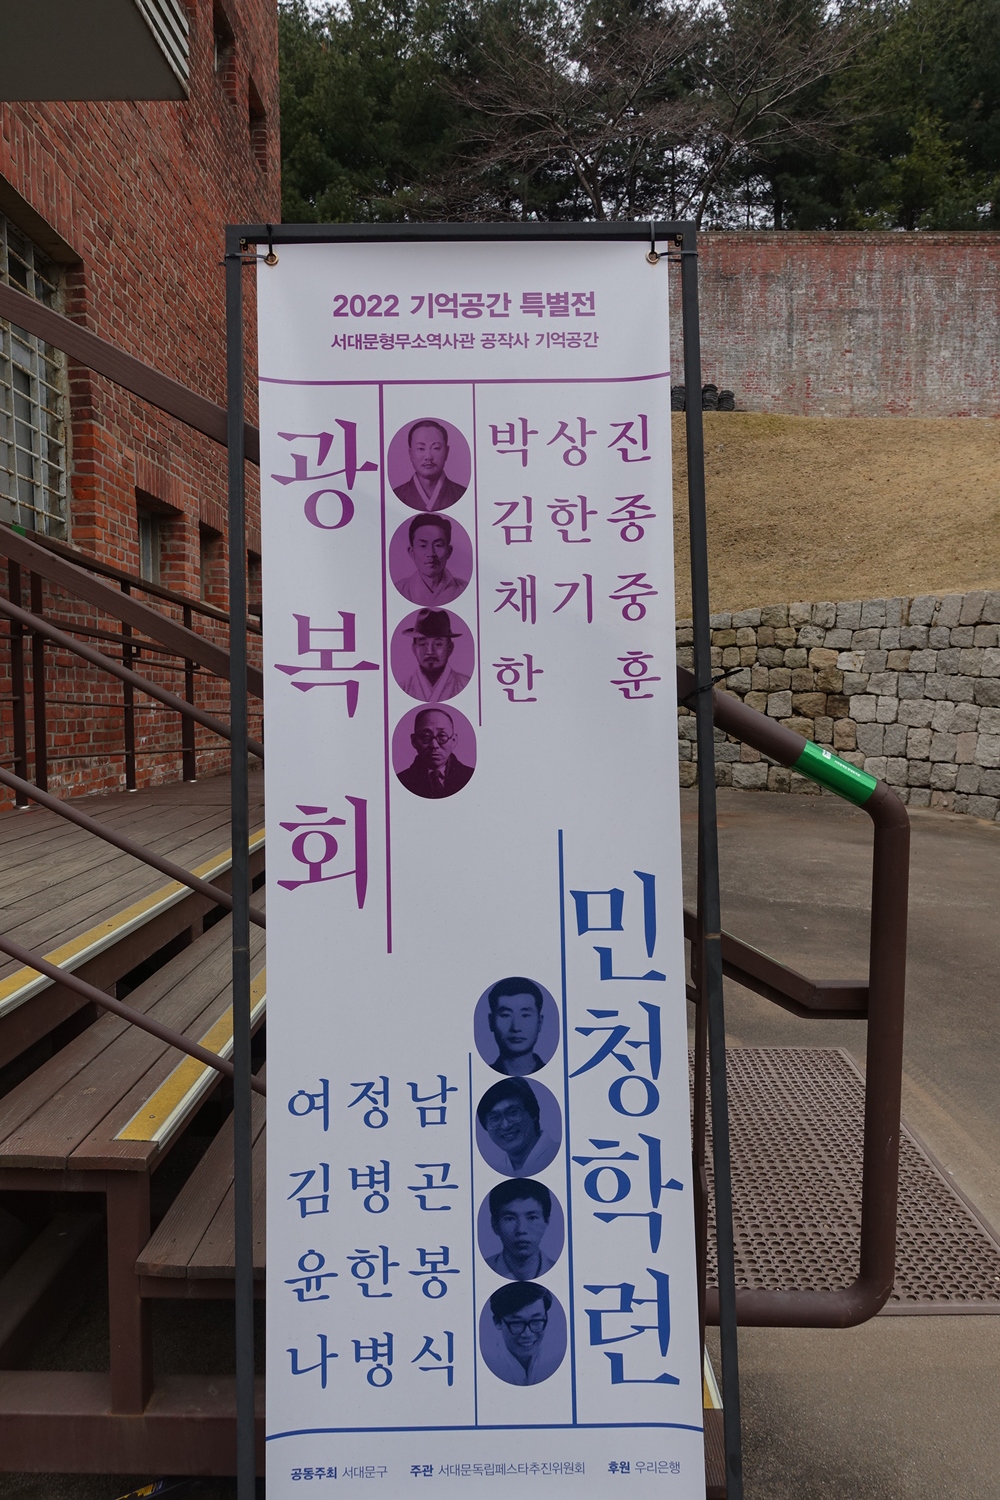 2022 기억공간 특별전
서대문형무소역사관 공작사 기억공간
광복회
박상진
김한종
채기중
한 훈
민청학련
여정남
김병곤
윤한봉
나병식
공동주최 서대문구 주관 서대문독립페스타추진위원회 후원 우리은행